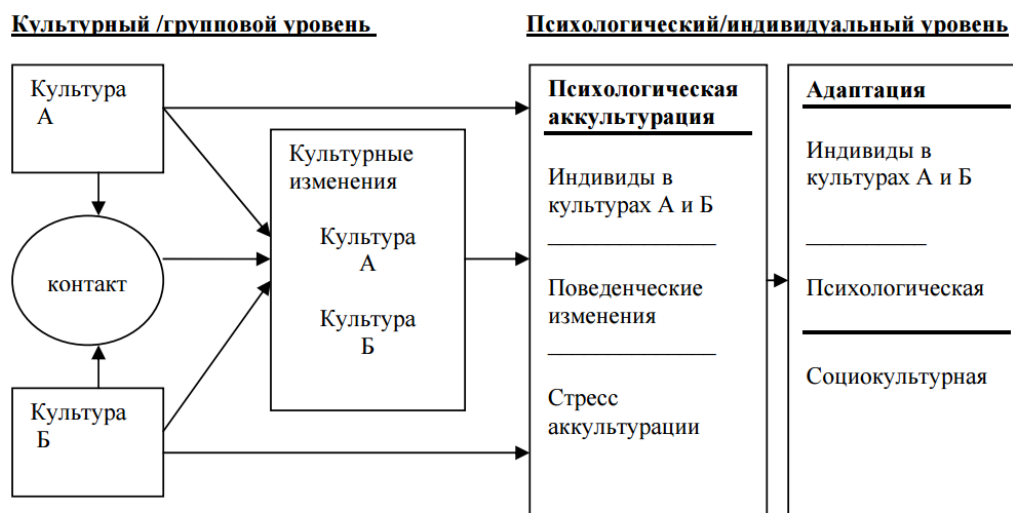 Культурный /групповой уровень
Психологический/индивидуальный уровень
Культура
А
контакт
Культура
Б
Культурные
изменения
Культура
А
Культура
Б
Психологическая
аккультурация
Индивиды в
культурах А и Б
Поведенческие
изменения
Стресс
аккультурации
Адаптация
Индивиды в
культурах А и Б
Психологическая
Социокультурная